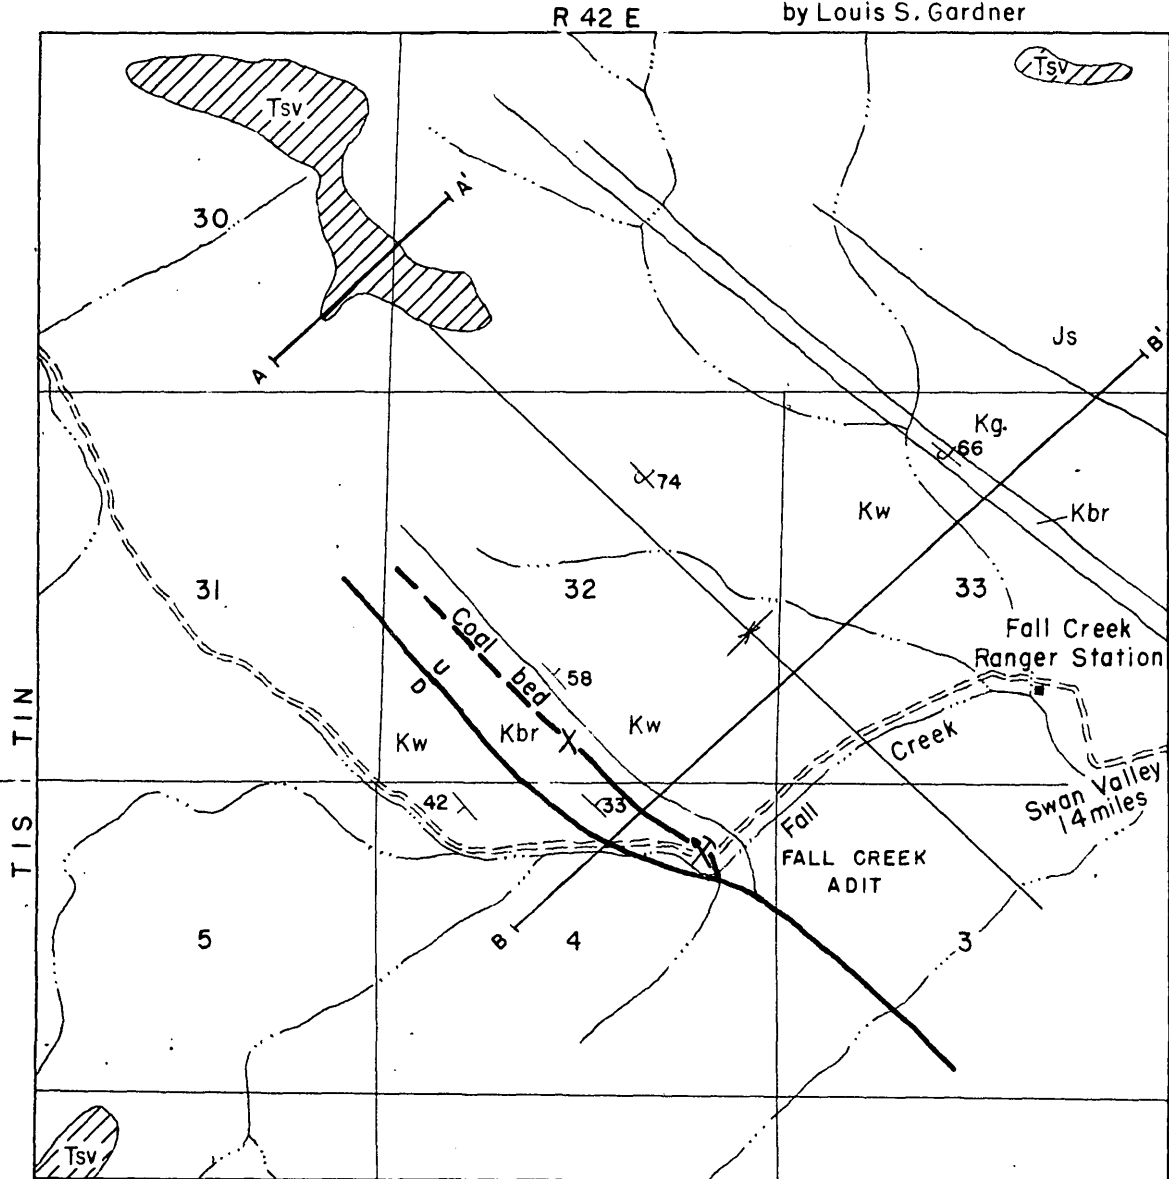 R 42 E
by Louis S. Gardner
Tsv
Tsv
A'
30
A
Js
B'
Kg.
66
74
Kw
Kbr
31
32
33
Fall Creek
Ranger Station
Coal bed
58
U
D
Kw
Kbr
Kw
Creek
T I N
T I S
42
33
Fall
Swan Valley
14 miles
FALL CREEK
ADIT
B
5
4
3
Tsv